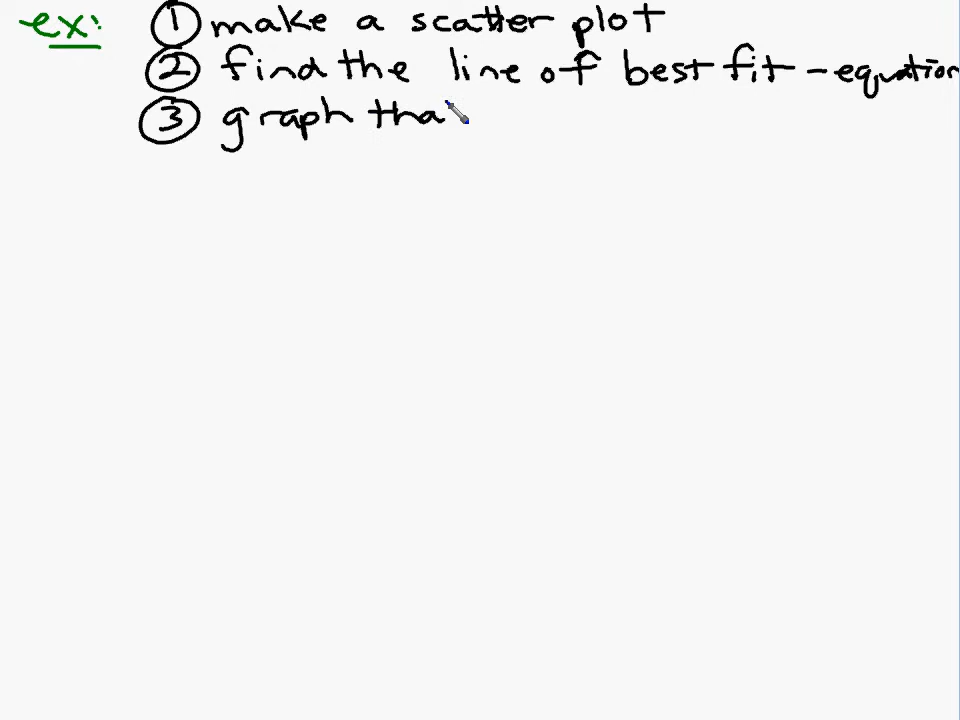 ex: ① make a scatter plot
② find the line of best fit - equation
③ graph tha